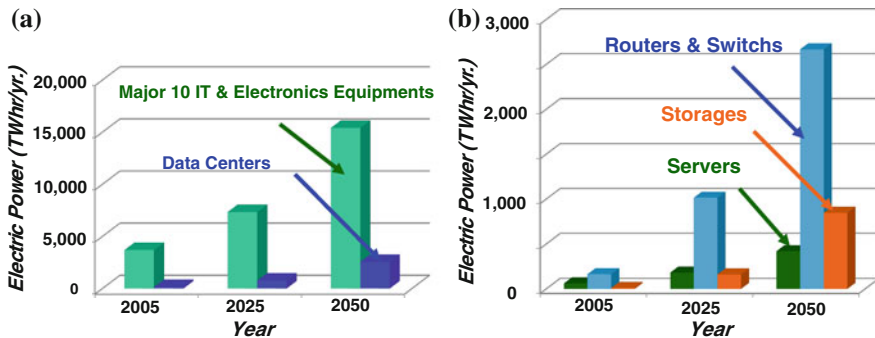 (a)
Electric Power (TWhr/yr.)
20,000
15,000
10,000
5,000
0
Major 10 IT & Electronics Equipments
Data Centers
2005
2025
2050
Year
(b)
Electric Power (TWhr/yr.)
3,000
2,000
1,000
0
Routers & Switchs
Storages
Servers
2005
2025
2050
Year